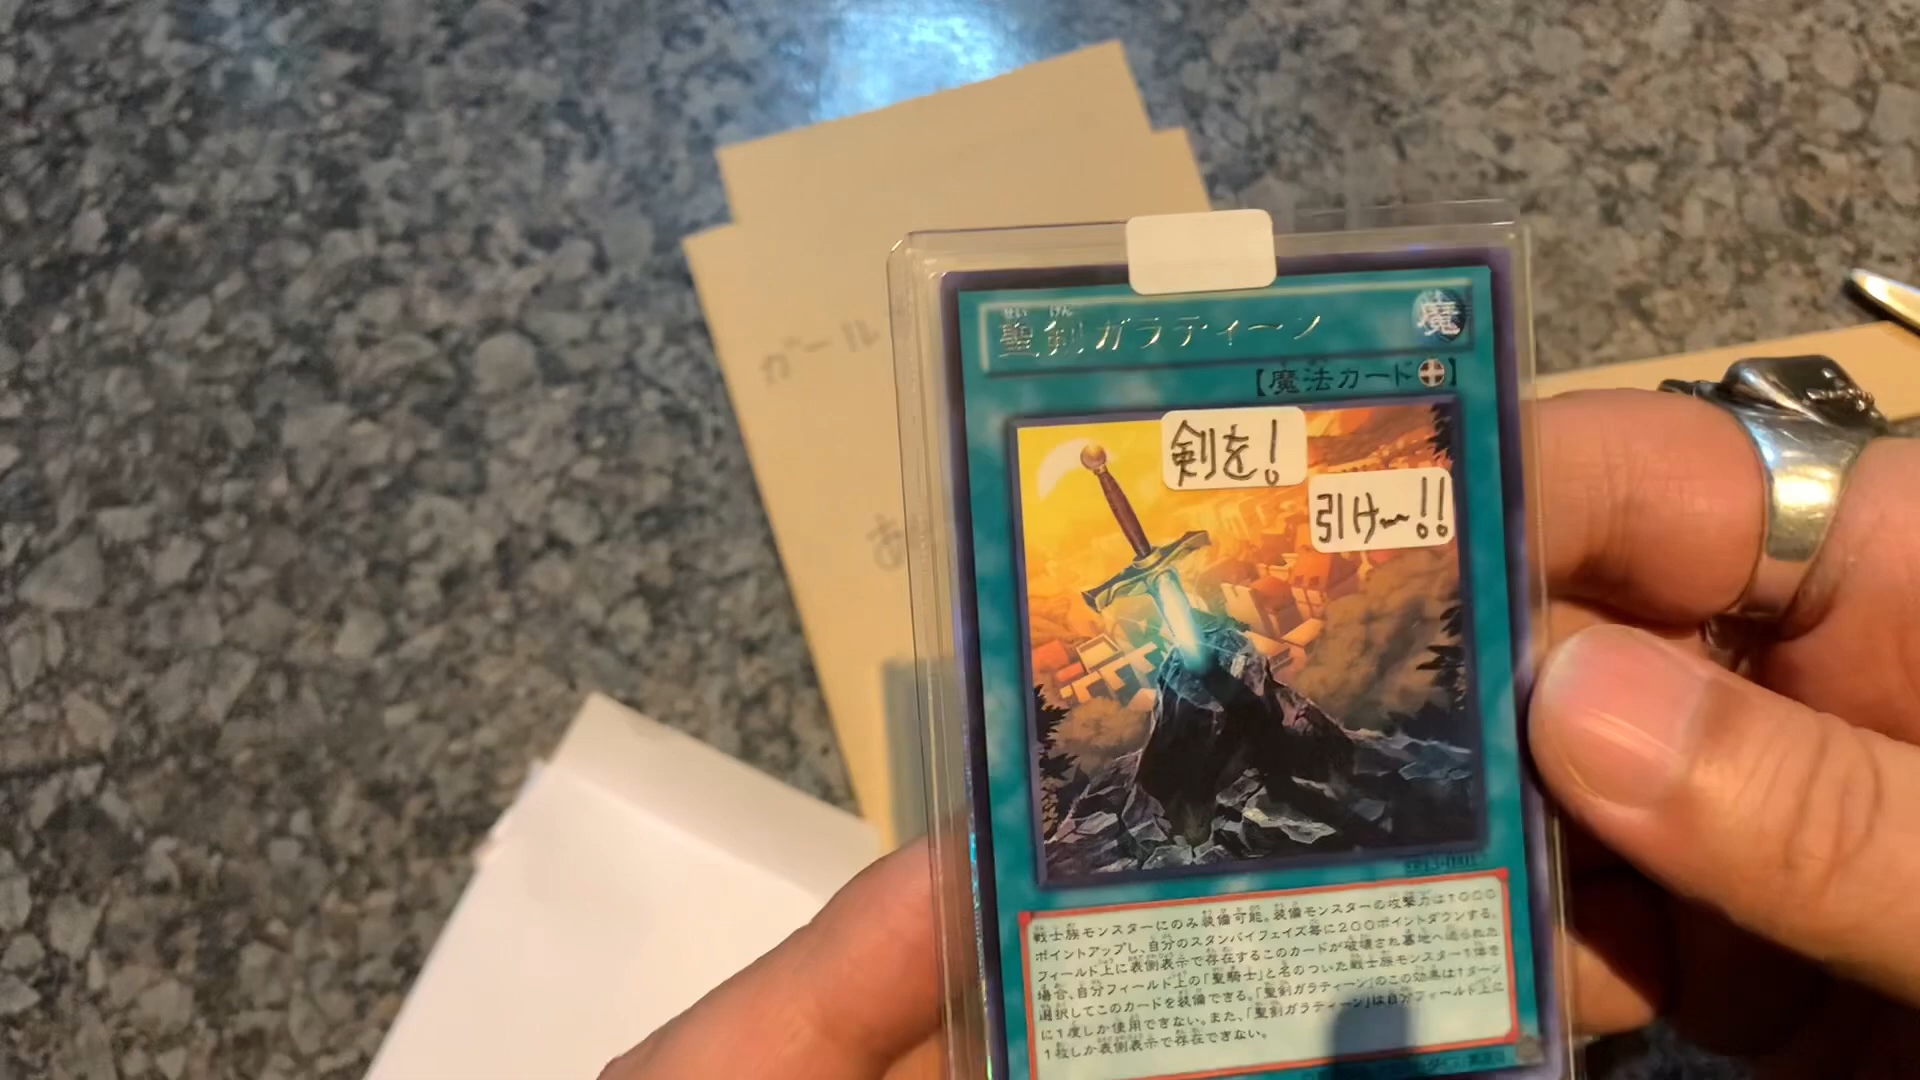 ガール
聖剣ガラティーン
せいけん
魔
【魔法カード】
剣を!
引け~!!
戦士族モンスターにのみ装備可能。装備モンスターの攻撃力は1000
ポイントアップし、自分のスタンバイフェイズ毎に200ポイントダウンする。
フィールド上に表側表示で存在するこのカードが破壊され墓地へ送られた
場合、自分フィールド上の「聖騎士」と名のついた戦士族モンスター1体を
選択してこのカードを装備できる。「聖剣ガラティーン」のこの効果は1ターン
に1度しか使用できない。また、「聖剣ガラティーン」は自分フィールド上に
1枚しか表側表示で存在できない。